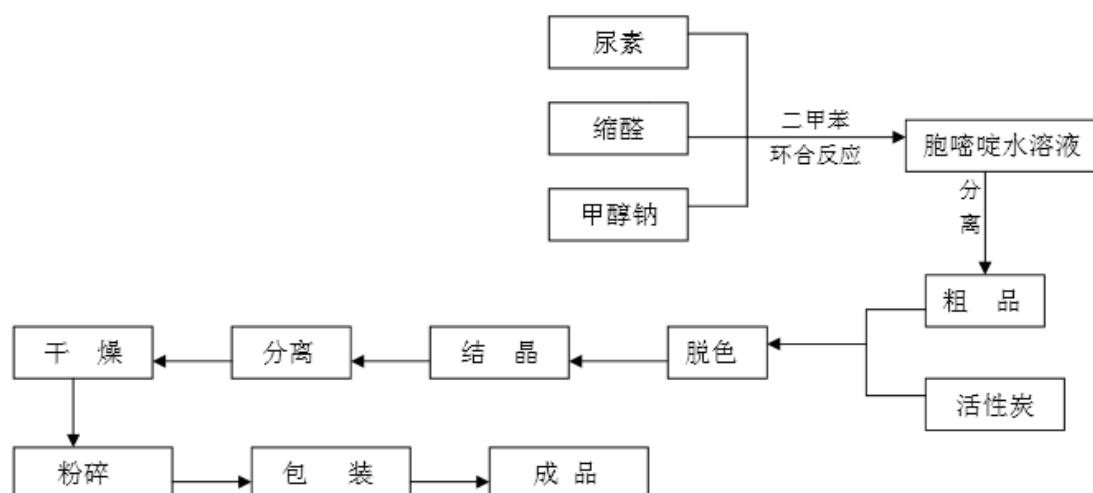 尿素
缩醛
二甲苯
环合反应
胞嘧啶水溶液
甲醇钠
分
离
粗 品
干 燥
分离
结 晶
脱色
活性炭
粉碎
包 装
成 品